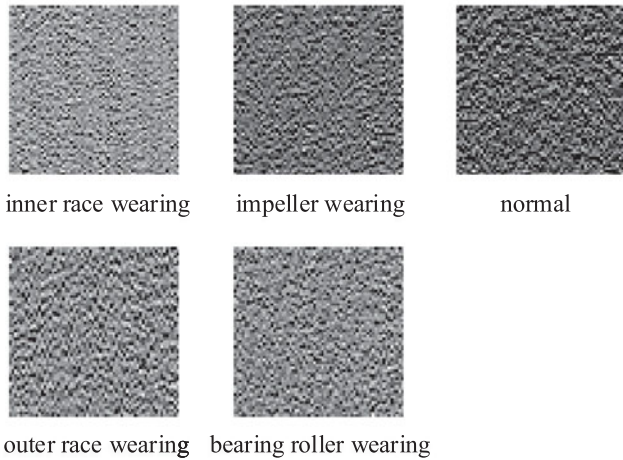 inner race wearing
impeller wearing
normal
outer race wearing
bearing roller wearing